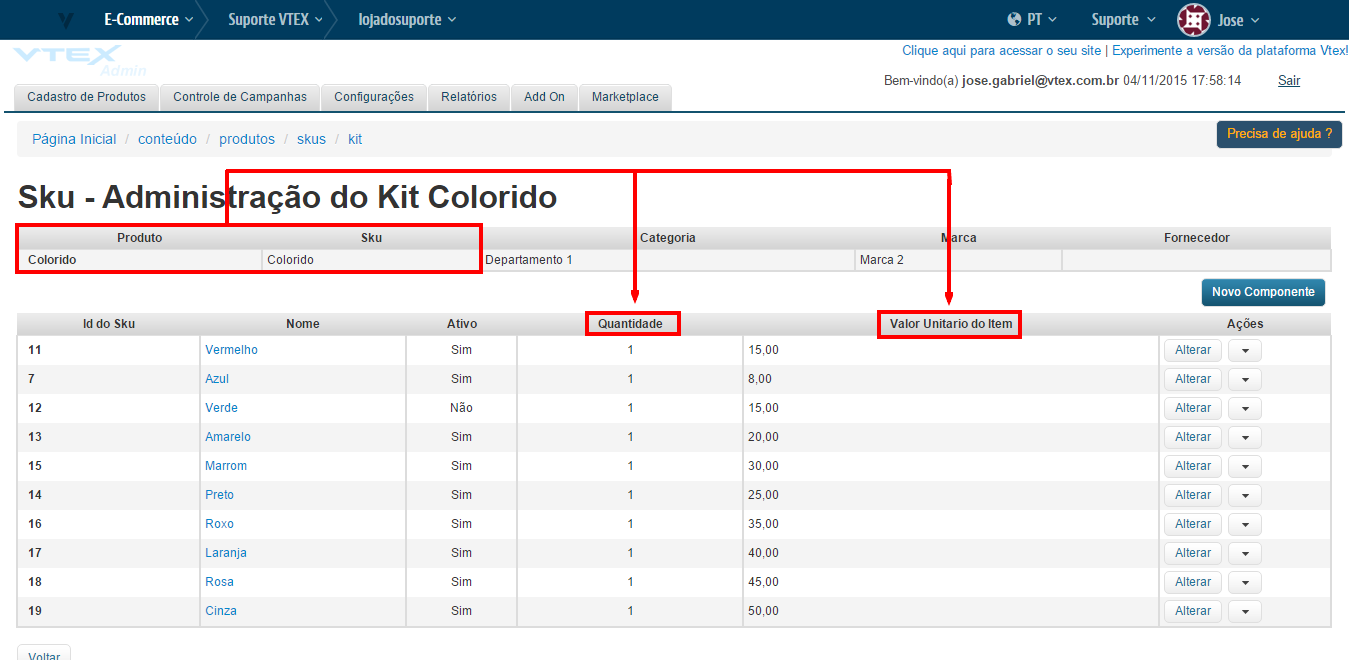 E-Commerce Suporte VTEX lojadosuporte PT Suporte Jose
VTEX Admin
Clique aqui para acessar o seu site | Experimente a versão da plataforma Vtex!
Bem-vindo(a) jose.gabriel@vtex.com.br 04/11/2015 17:58:14 Sair
Cadastro de Produtos Controle de Campanhas Configurações Relatórios Add On Marketplace
Página Inicial / conteúdo / produtos / skus / kit
Precisa de ajuda ?
Sku - Administração do Kit Colorido
Produto Sku Categoria Marca Fornecedor
Colorido Colorido Departamento 1 Marca 2
Novo Componente
Id do Sku Nome Ativo Quantidade Valor Unitario do Item Ações
11 Vermelho Sim 1 15,00 Alterar
7 Azul Sim 1 8,00 Alterar
12 Verde Não 1 15,00 Alterar
13 Amarelo Sim 1 20,00 Alterar
15 Marrom Sim 1 30,00 Alterar
14 Preto Sim 1 25,00 Alterar
16 Roxo Sim 1 35,00 Alterar
17 Laranja Sim 1 40,00 Alterar
18 Rosa Sim 1 45,00 Alterar
19 Cinza Sim 1 50,00 Alterar
Voltar